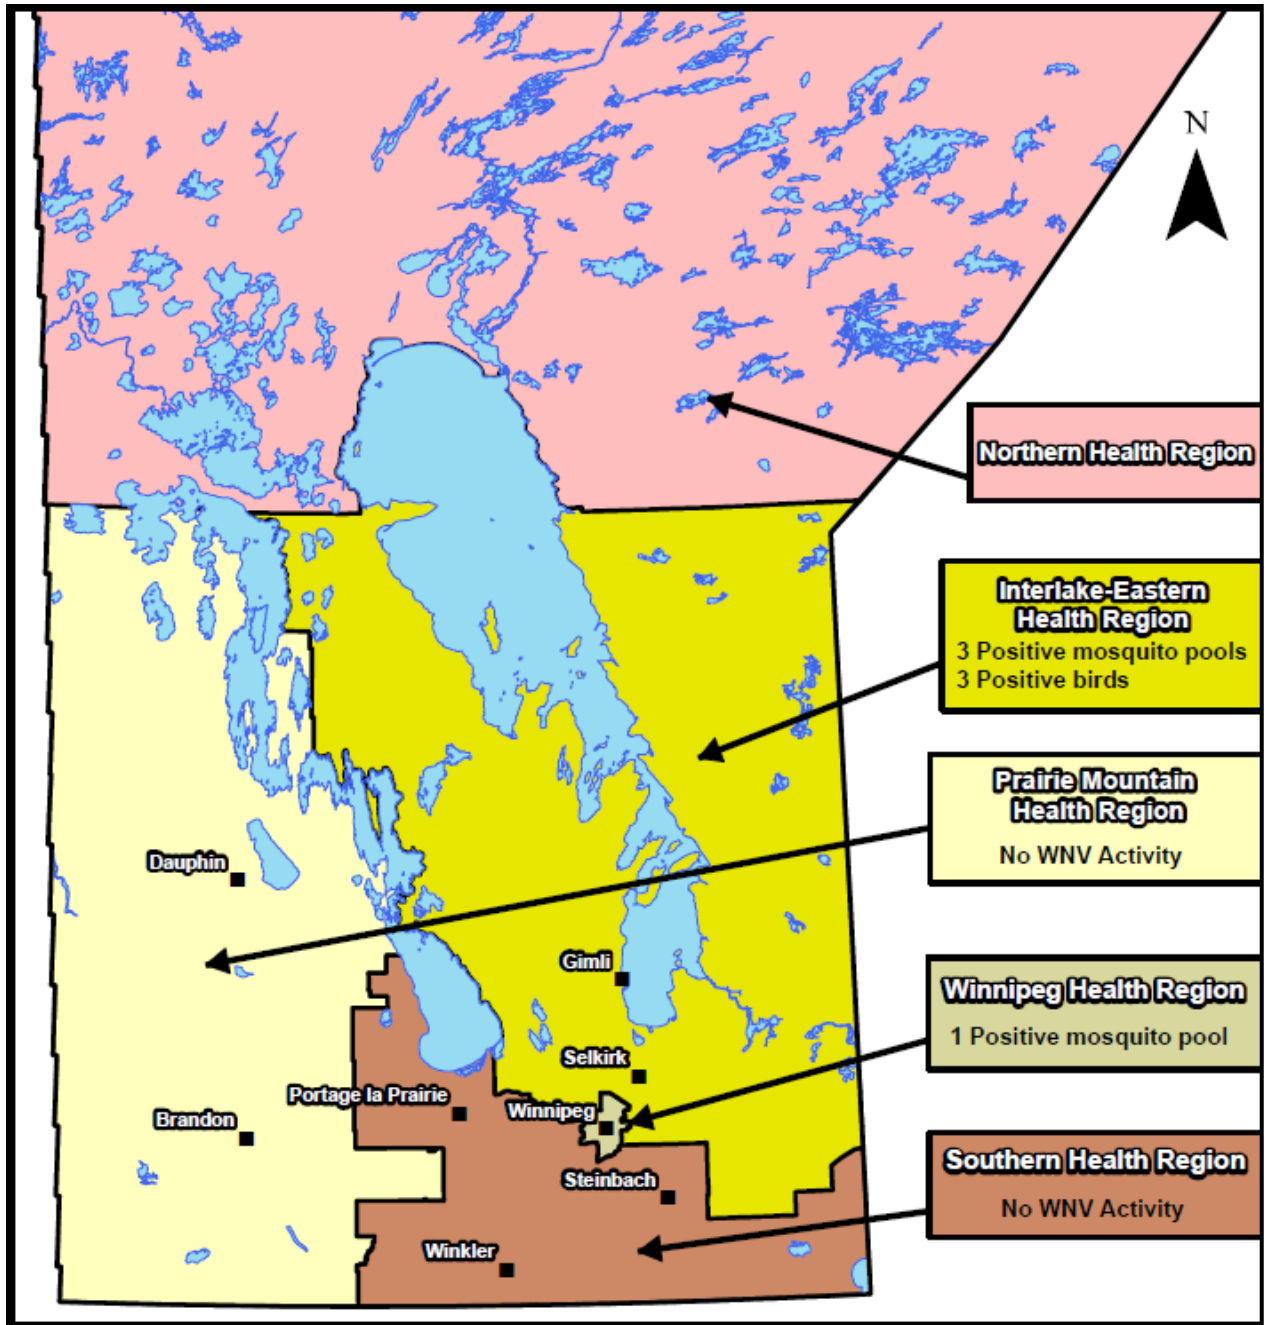 N
Northern Health Region
Interlake-Eastern
Health Region
3 Positive mosquito pools
3 Positive birds
Prairie Mountain
Health Region
No WNV Activity
Dauphin
Gimli
Winnipeg Health Region
1 Positive mosquito pool
Selkirk
Portage la Prairie
Winnipeg
Brandon
Southern Health Region
No WNV Activity
Steinbach
Winkler